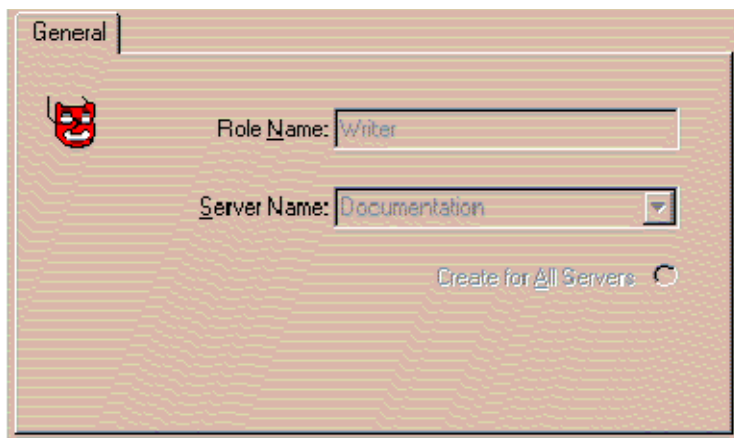 General
Role Name: Writer
Server Name: Documentation
Create for All Servers